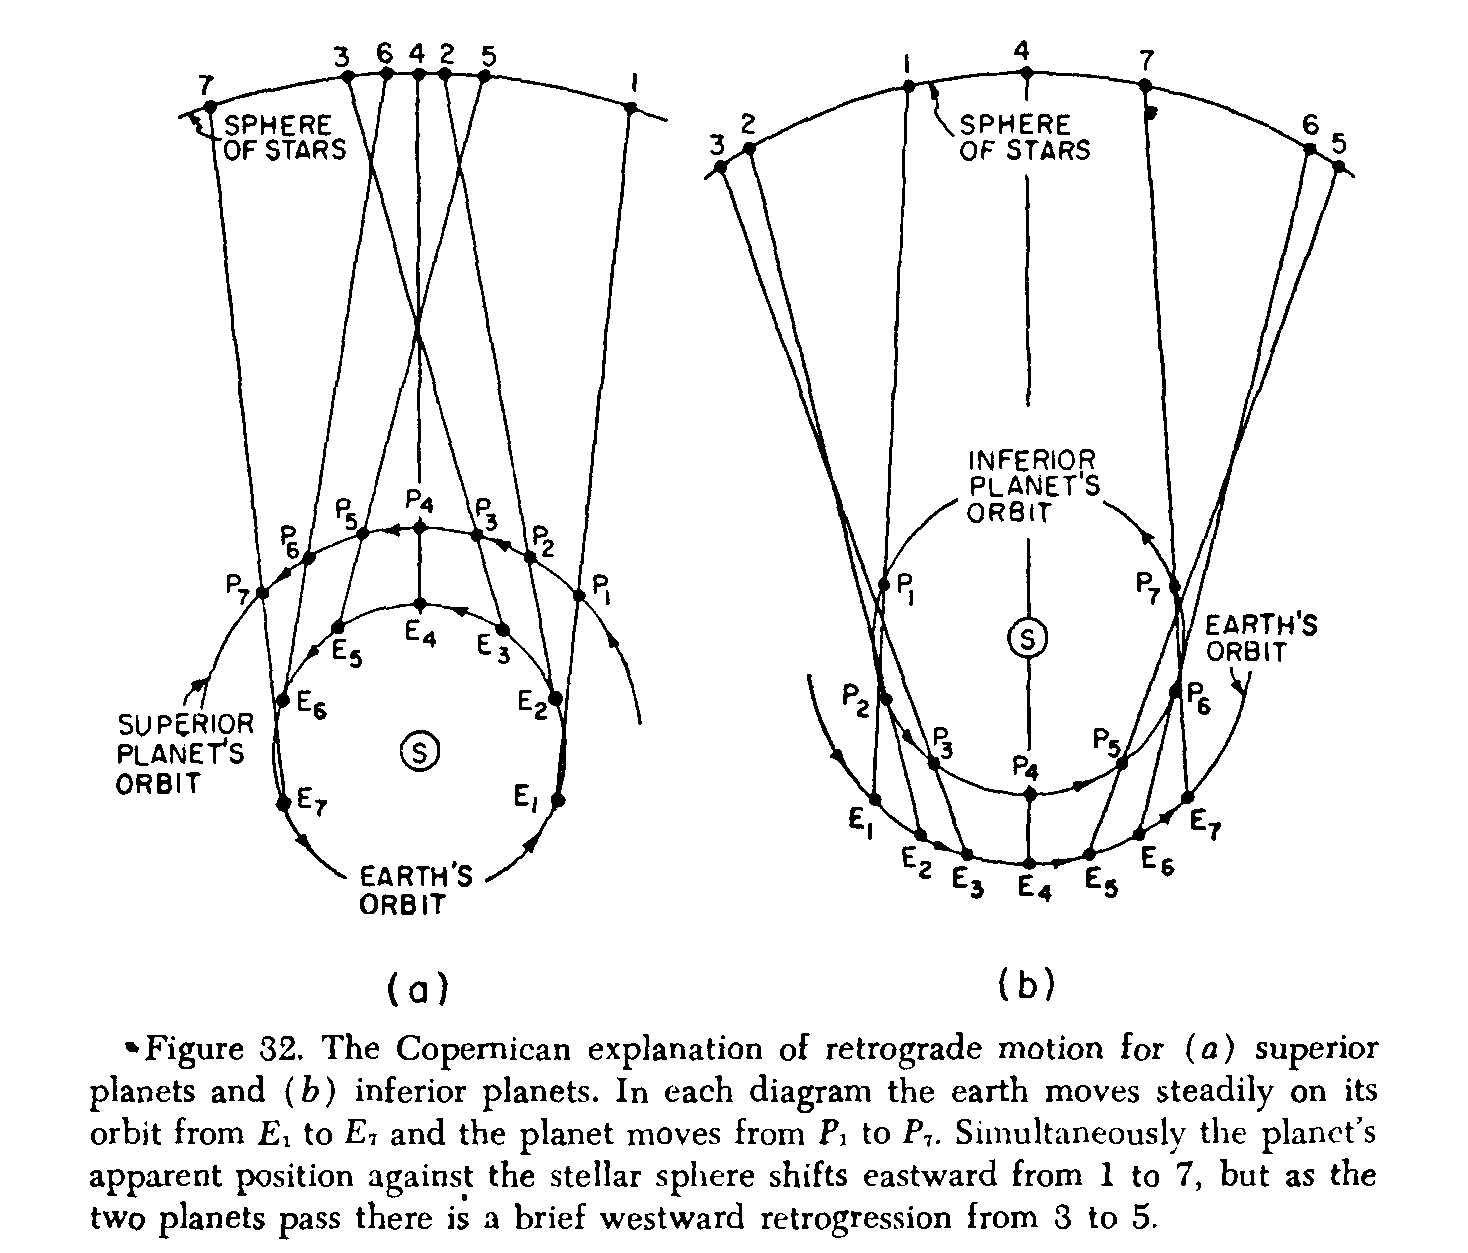 3 6 4 2 5
7
1
SPHERE
OF STARS
P5 P4 P3
P6 P2
P7 P1
E4
E5 E3
E6 E2
S
SUPERIOR
PLANET'S
ORBIT
E7 E1
EARTH'S
ORBIT
(a)
4
1 7
2 6
3 5
SPHERE
OF STARS
INFERIOR
PLANET'S
ORBIT
P1 P7
S
EARTH'S
ORBIT
P2 P6
P3 P5
P4
E1 E7
E2 E6
E3 E4 E5
(b)
Figure 32. The Copernican explanation of retrograde motion for (a) superior
planets and (b) inferior planets. In each diagram the earth moves steadily on its
orbit from E1 to E7 and the planet moves from P1 to P7. Simultaneously the planet's
apparent position against the stellar sphere shifts eastward from 1 to 7, but as the
two planets pass there is a brief westward retrogression from 3 to 5.